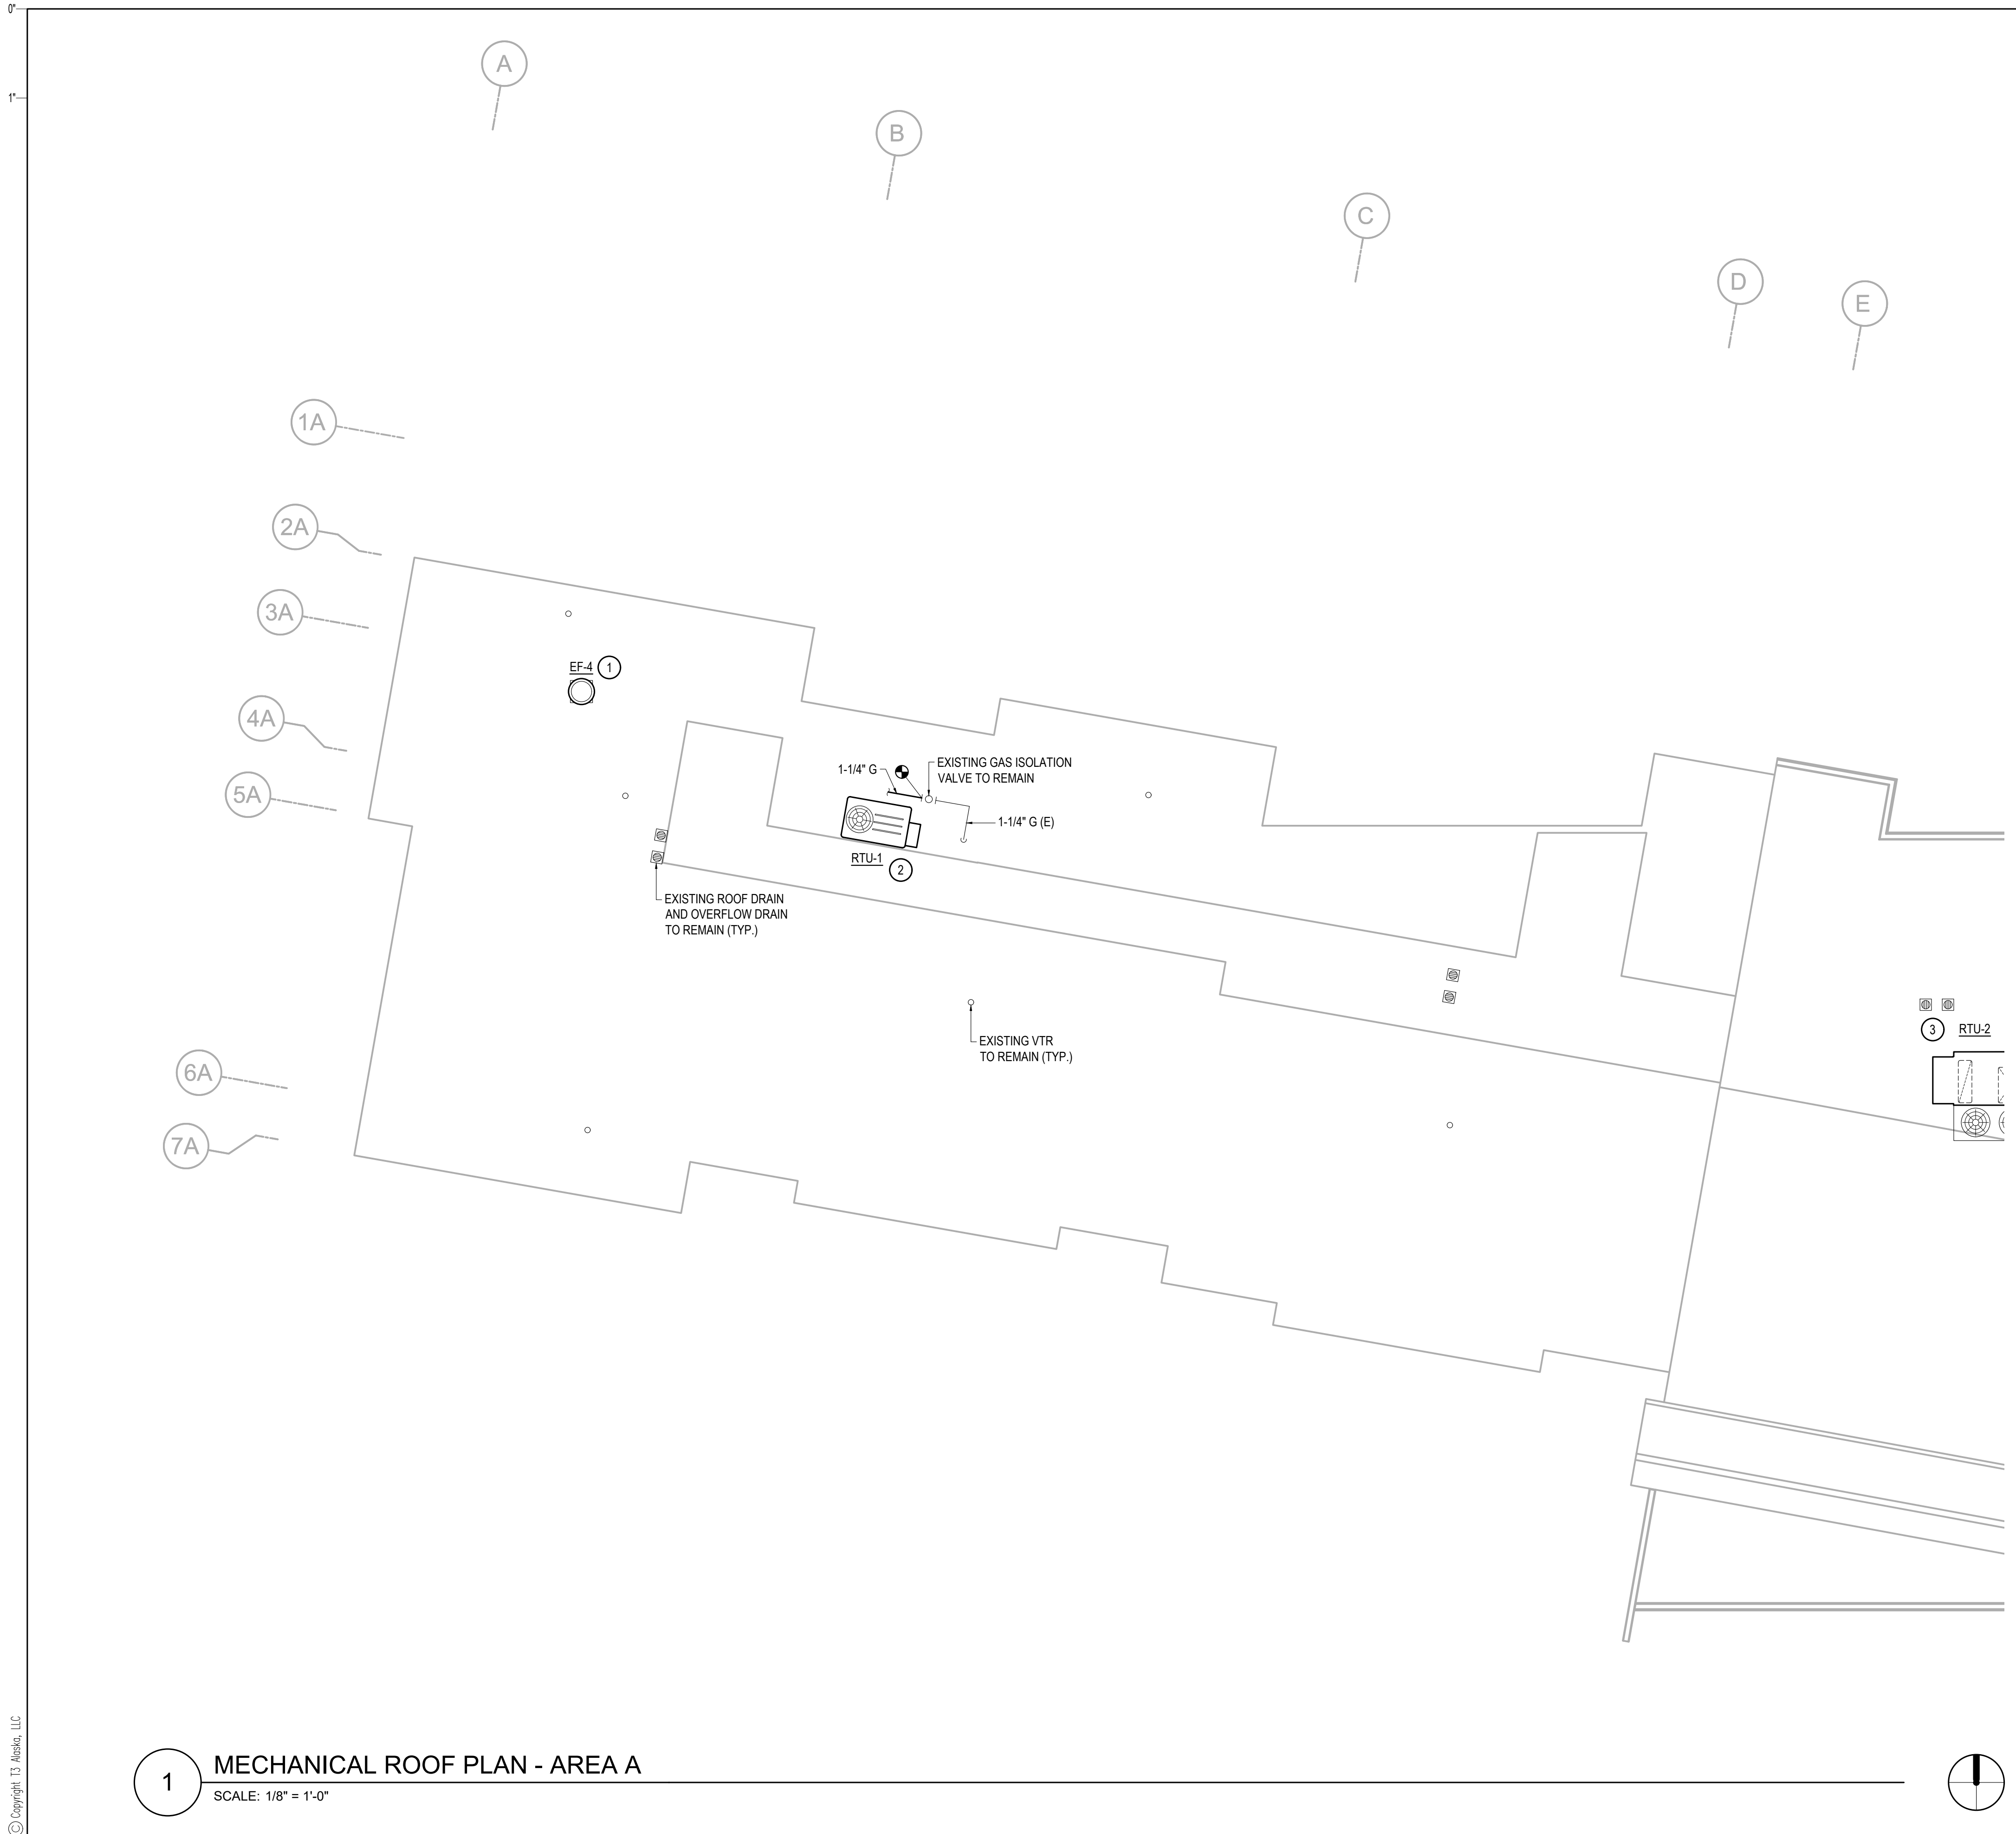 0"
1"
A
B
C
D
E
1A
2A
3A
4A
5A
6A
7A
EF-4 1
1-1/4" G
EXISTING GAS ISOLATION
VALVE TO REMAIN
1-1/4" G (E)
RTU-1 2
EXISTING ROOF DRAIN
AND OVERFLOW DRAIN
TO REMAIN (TYP.)
EXISTING VTR
TO REMAIN (TYP.)
3 RTU-2
1 MECHANICAL ROOF PLAN - AREA A
SCALE: 1/8" = 1'-0"
© Copyright T3 Alaska, LLC